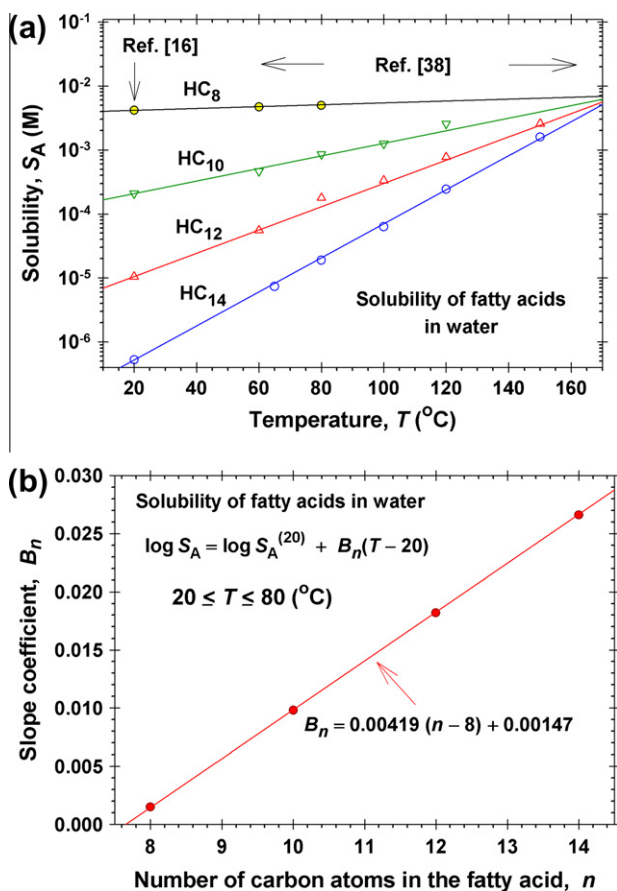 (a)
10⁻¹
10⁻²
10⁻³
10⁻⁴
10⁻⁵
10⁻⁶
Solubility, S_A (M)
Ref. [16]
Ref. [38]
HC₈
HC₁₀
HC₁₂
HC₁₄
Solubility of fatty acids
in water
20 40 60 80 100 120 140 160
Temperature, T (°C)
(b)
0.030
0.025
0.020
0.015
0.010
0.005
0.000
Slope coefficient, Bₙ
Solubility of fatty acids in water
log S_A = log S_A⁽²⁰⁾ + Bₙ(T – 20)
20 ≤ T ≤ 80 (°C)
Bₙ = 0.00419 (n – 8) + 0.00147
8 9 10 11 12 13 14
Number of carbon atoms in the fatty acid, n